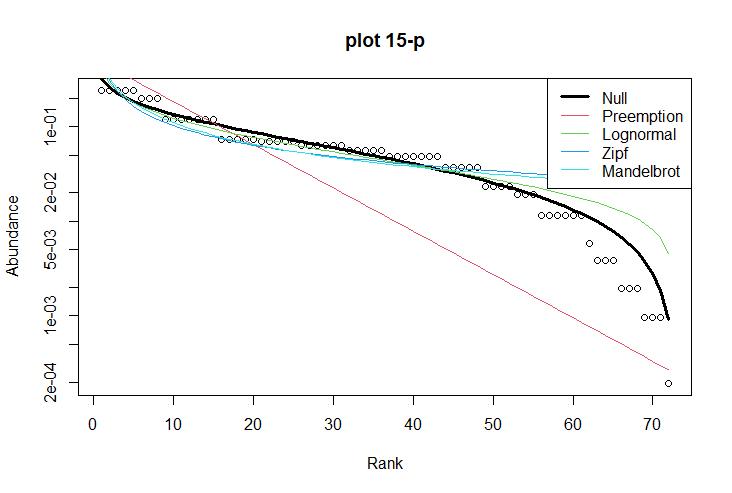 plot 15-p
Null
Preemption
Lognormal
Zipf
Mandelbrot
Abundance
1e-01
2e-02
5e-03
1e-03
2e-04
0 10 20 30 40 50 60 70
Rank